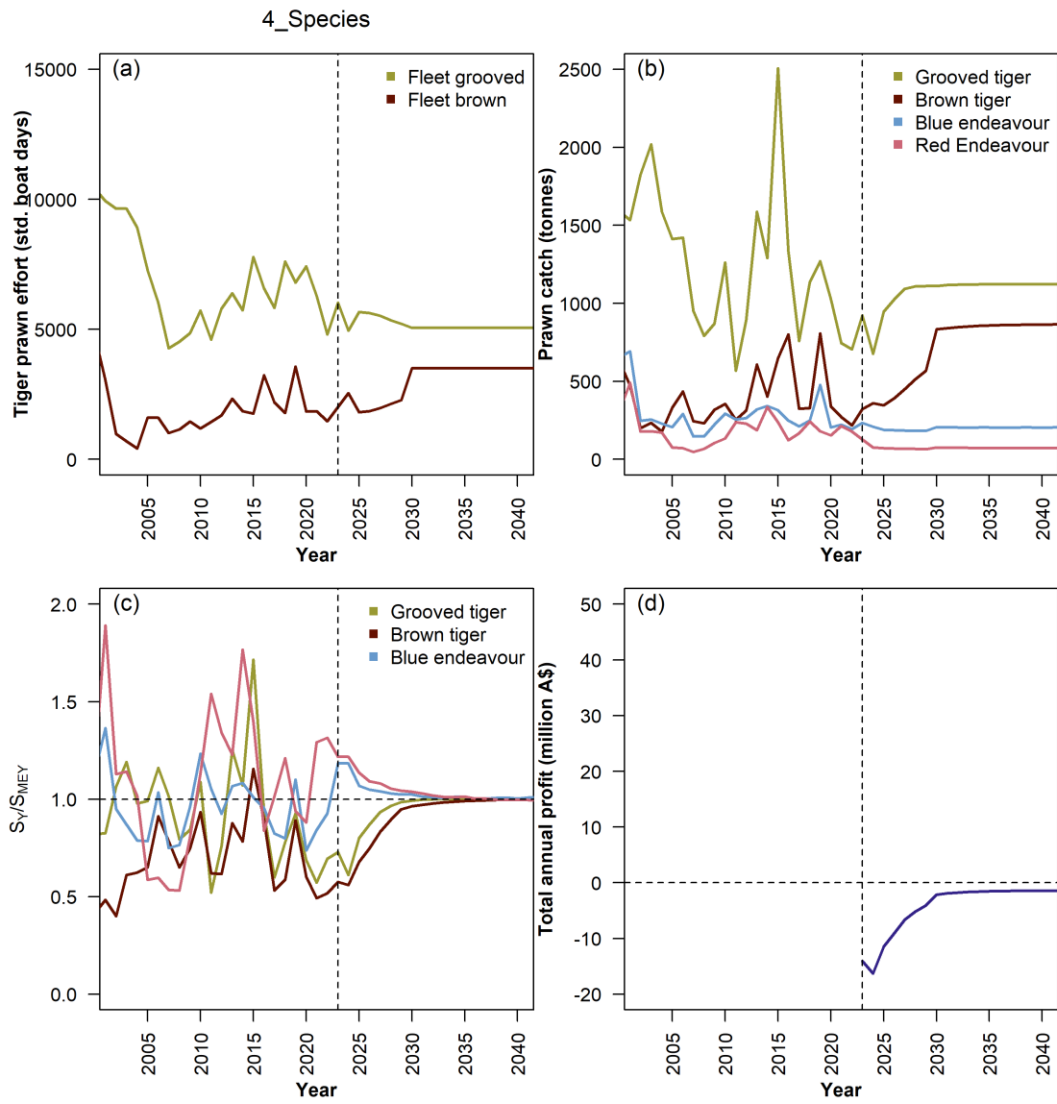 4_Species
(a)
Fleet grooved
Fleet brown
Tiger prawn effort (std. boat days)
15000
10000
5000
0
2005
2010
2015
2020
2025
2030
2035
2040
Year
(b)
Grooved tiger
Brown tiger
Blue endeavour
Red Endeavour
Prawn catch (tonnes)
2500
2000
1500
1000
500
0
2005
2010
2015
2020
2025
2030
2035
2040
Year
(c)
Grooved tiger
Brown tiger
Blue endeavour
SY/SMEY
2.0
1.5
1.0
0.5
0.0
2005
2010
2015
2020
2025
2030
2035
2040
Year
(d)
Total annual profit (million A$)
50
40
30
20
10
0
-10
-20
2005
2010
2015
2020
2025
2030
2035
2040
Year